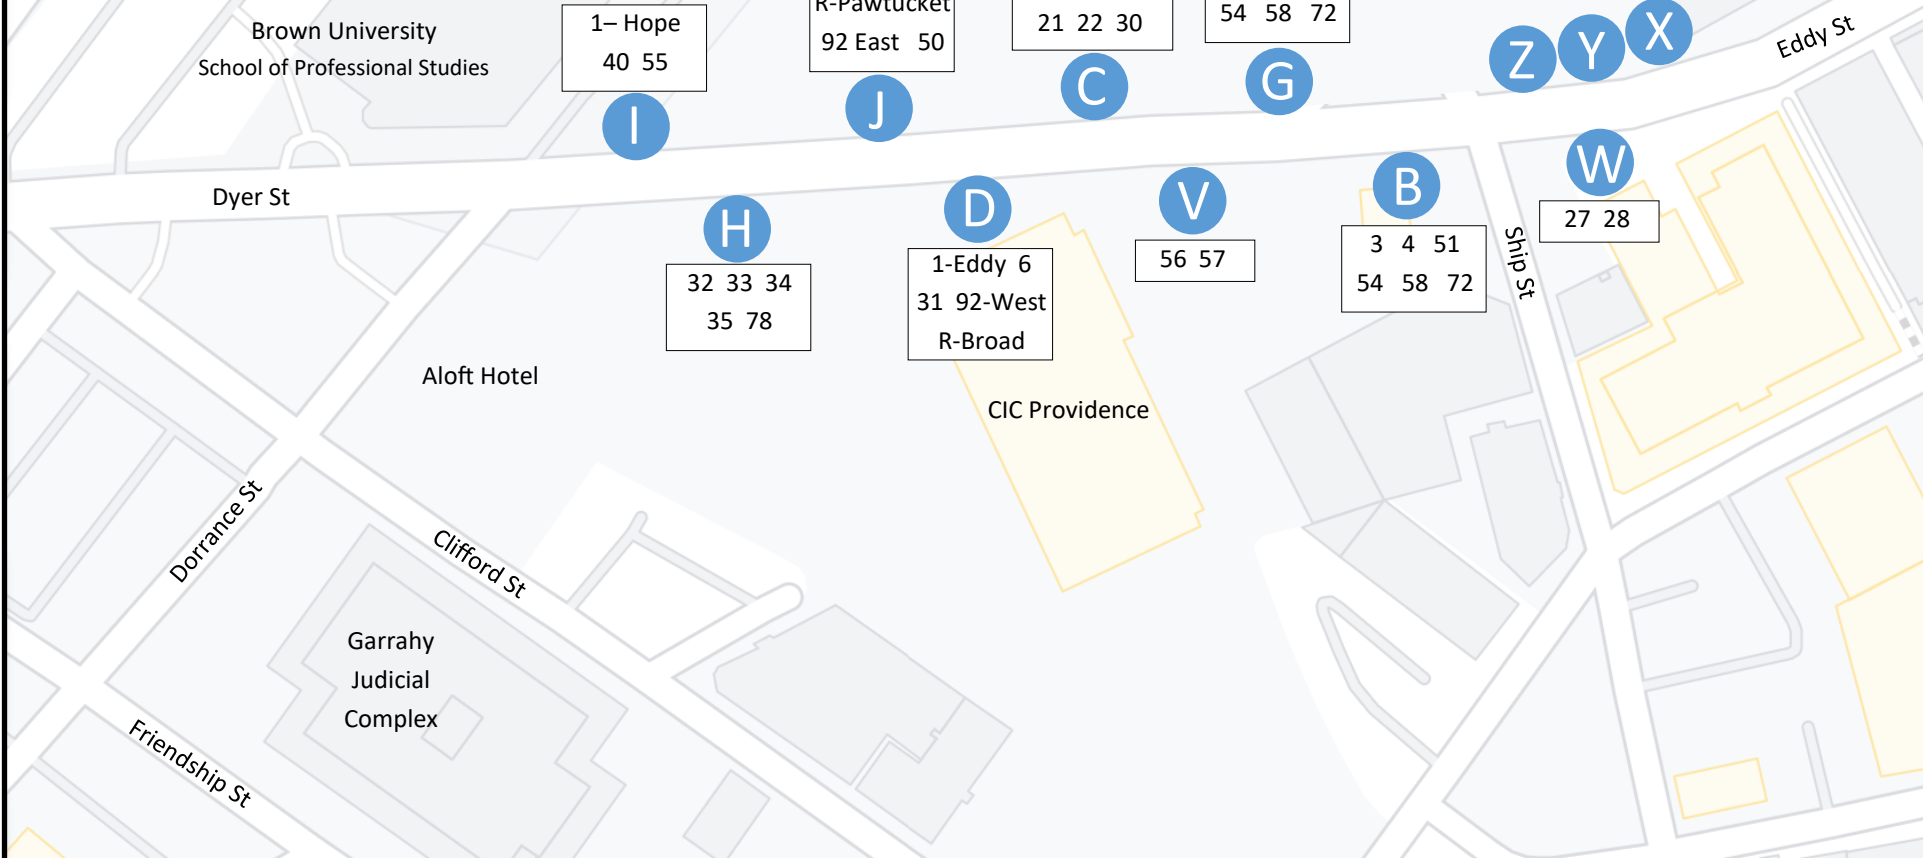 Brown University
School of Professional Studies
1– Hope
40 55
R-Pawtucket
92 East 50
21 22 30
54 58 72
I
J
C
G
Z
Y
X
Eddy St
Dyer St
H
32 33 34
35 78
D
1-Eddy 6
31 92-West
R-Broad
V
56 57
B
3 4 51
54 58 72
W
27 28
Ship St
Aloft Hotel
CIC Providence
Dorrance St
Clifford St
Garrahy
Judicial
Complex
Friendship St